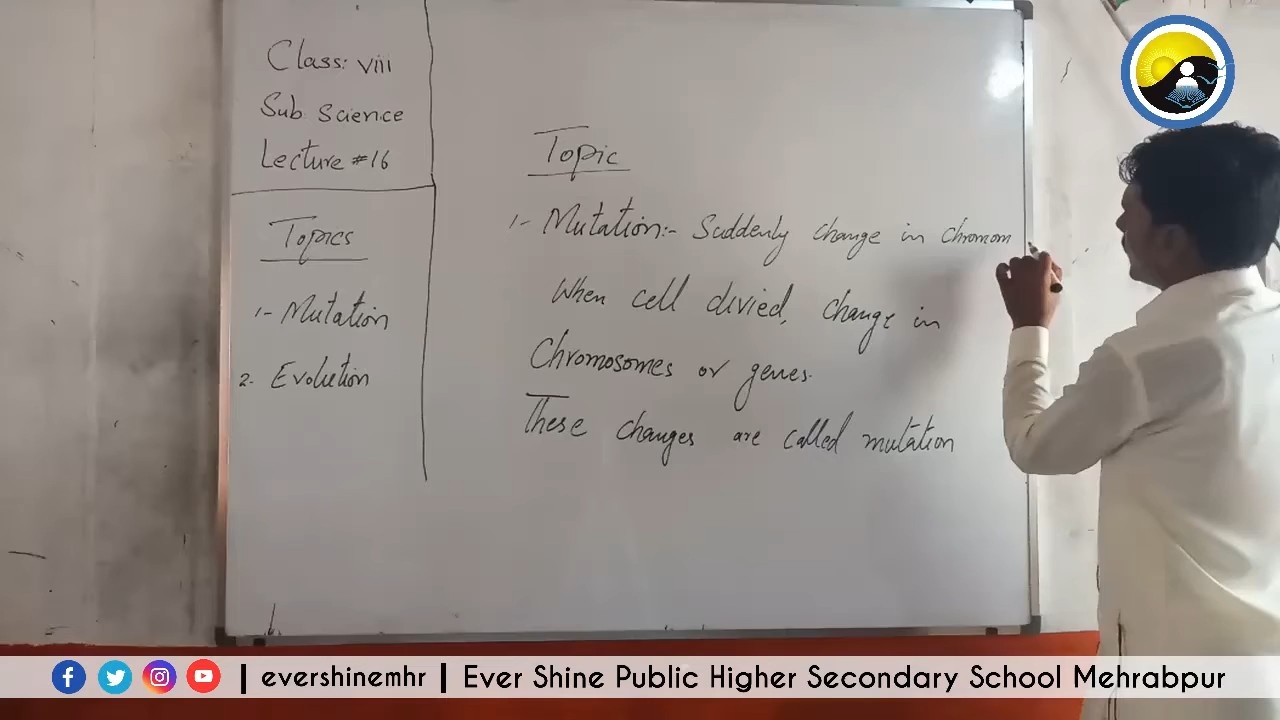 Class: viii
Sub Science
Lecture #16
Topics
1- Mutation
2. Evolution
Topic
1- Mutation:- Suddenly change in chromom
When cell divied, change in
Chromosomes or genes.
These changes are called mutation
| evershinemhr | Ever Shine Public Higher Secondary School Mehrabpur